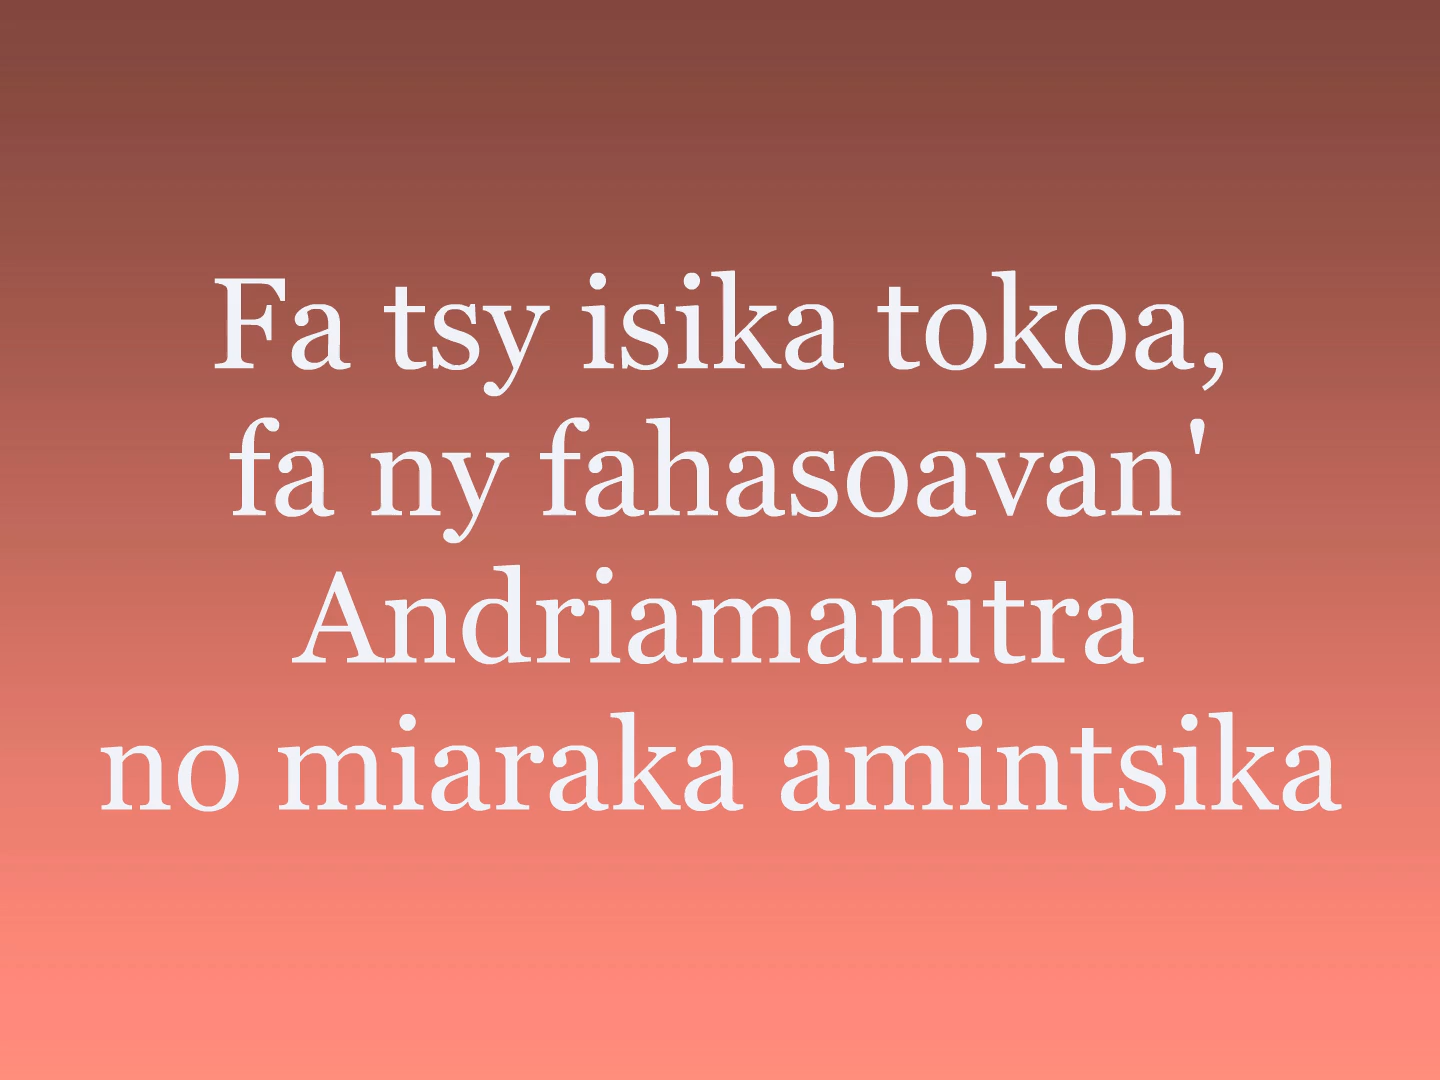 Fa tsy isika tokoa,
fa ny fahasoavan'
Andriamanitra
no miaraka amintsika